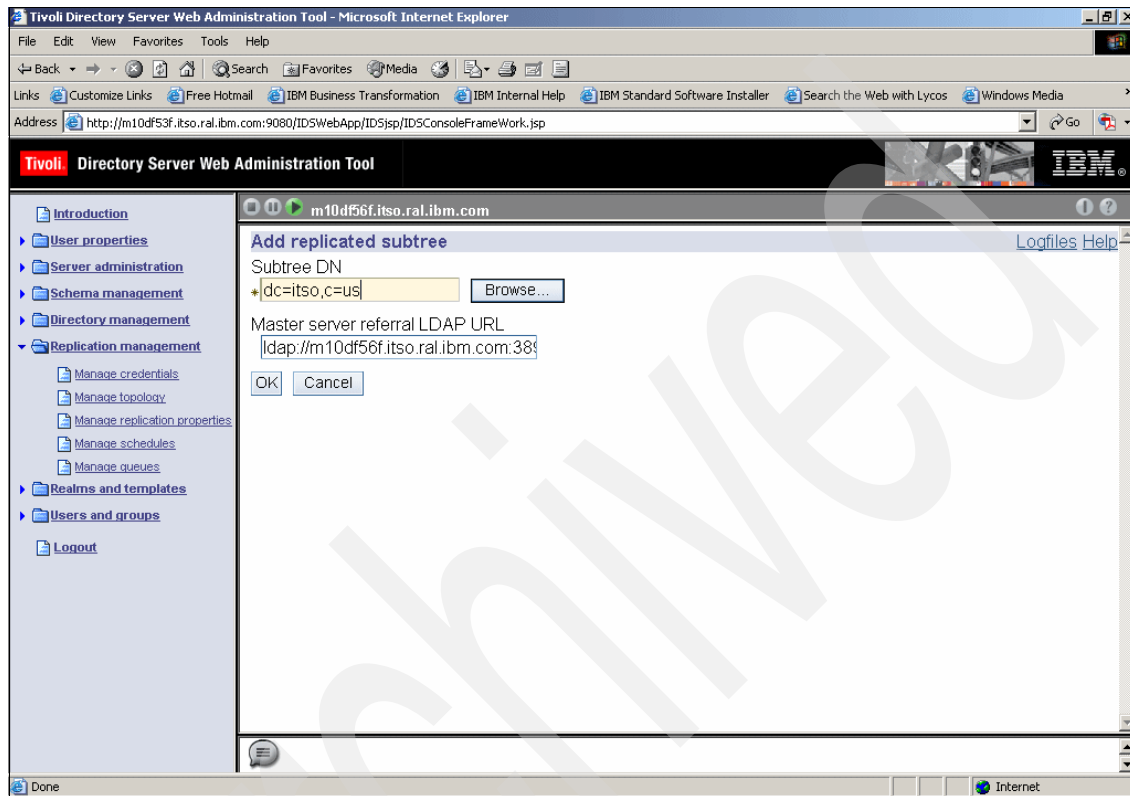 Tivoli Directory Server Web Administration Tool - Microsoft Internet Explorer
File Edit View Favorites Tools Help
Back Search Favorites Media
Links Customize Links Free Hotmail IBM Business Transformation IBM Internal Help IBM Standard Software Installer Search the Web with Lycos Windows Media
Address http://m10df53f.itso.ral.ibm.com:9080/IDSWebApp/IDSjsp/IDSConsoleFrameWork.jsp Go
Tivoli. Directory Server Web Administration Tool IBM®
Introduction
User properties
Server administration
Schema management
Directory management
Replication management
Manage credentials
Manage topology
Manage replication properties
Manage schedules
Manage queues
Realms and templates
Users and groups
Logout
m10df56f.itso.ral.ibm.com
Add replicated subtree Logfiles Help
Subtree DN
*dc=itso,c=us Browse...
Master server referral LDAP URL
ldap://m10df56f.itso.ral.ibm.com:389
OK Cancel
Done Internet